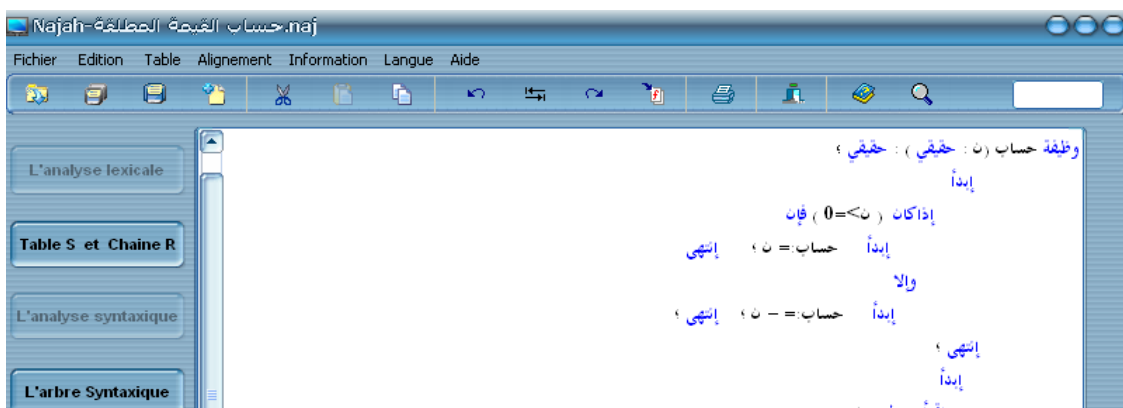 Najah-حساب القيمة المطلقة.naj
Fichier Edition Table Alignement Information Langue Aide
L'analyse lexicale
Table S et Chaine R
L'analyse syntaxique
L'arbre Syntaxique
وظيفة حساب (ن : حقيقي ) : حقيقي ؛
إبدأ
إذاكان ( ن>=0 ) فإن
إبدأ حساب:= ن ؛ إنتهى
وإلا
إبدأ حساب:= – ن ؛ إنتهى ؛
إنتهى ؛
إبدأ